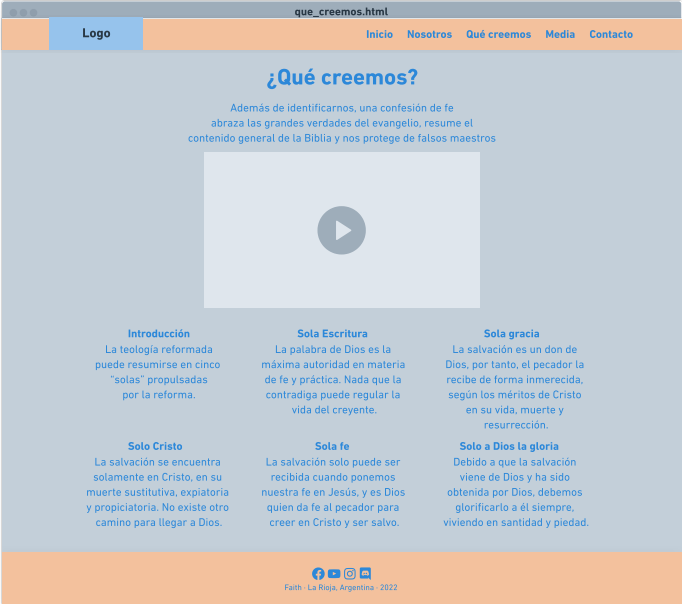 que_creemos.html
Logo
Inicio Nosotros Qué creemos Media Contacto
¿Qué creemos?
Además de identificarnos, una confesión de fe
abraza las grandes verdades del evangelio, resume el
contenido general de la Biblia y nos protege de falsos maestros
Introducción
La teología reformada
puede resumirse en cinco
“solas” propulsadas
por la reforma.
Sola Escritura
La palabra de Dios es la
máxima autoridad en materia
de fe y práctica. Nada que la
contradiga puede regular la
vida del creyente.
Sola gracia
La salvación es un don de
Dios, por tanto, el pecador la
recibe de forma inmerecida,
según los méritos de Cristo
en su vida, muerte y
resurrección.
Solo Cristo
La salvación se encuentra
solamente en Cristo, en su
muerte sustitutiva, expiatoria
y propiciatoria. No existe otro
camino para llegar a Dios.
Sola fe
La salvación solo puede ser
recibida cuando ponemos
nuestra fe en Jesús, y es Dios
quien da fe al pecador para
creer en Cristo y ser salvo.
Solo a Dios la gloria
Debido a que la salvación
viene de Dios y ha sido
obtenida por Dios, debemos
glorificarlo a él siempre,
viviendo en santidad y piedad.
Faith · La Rioja, Argentina · 2022